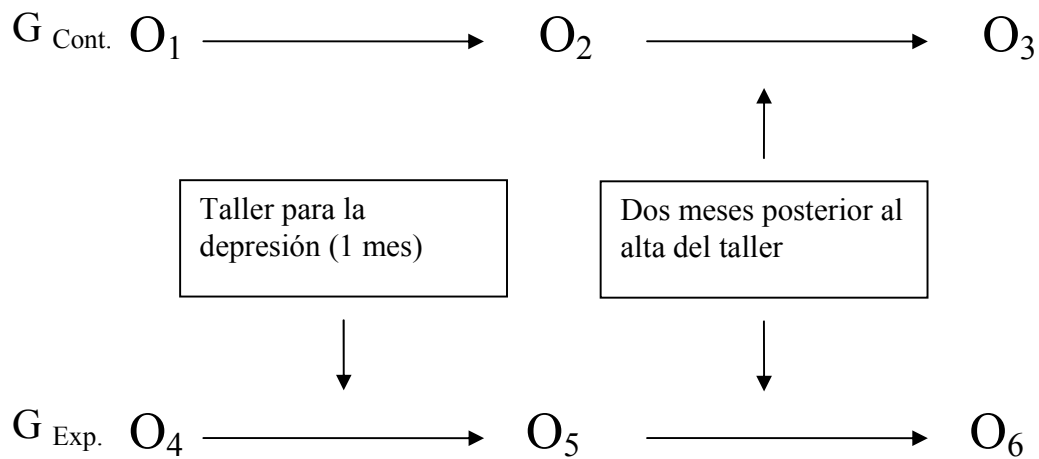 G Cont. O1 O2 O3
Taller para la
depresión (1 mes)
Dos meses posterior al
alta del taller
G Exp. O4 O5 O6